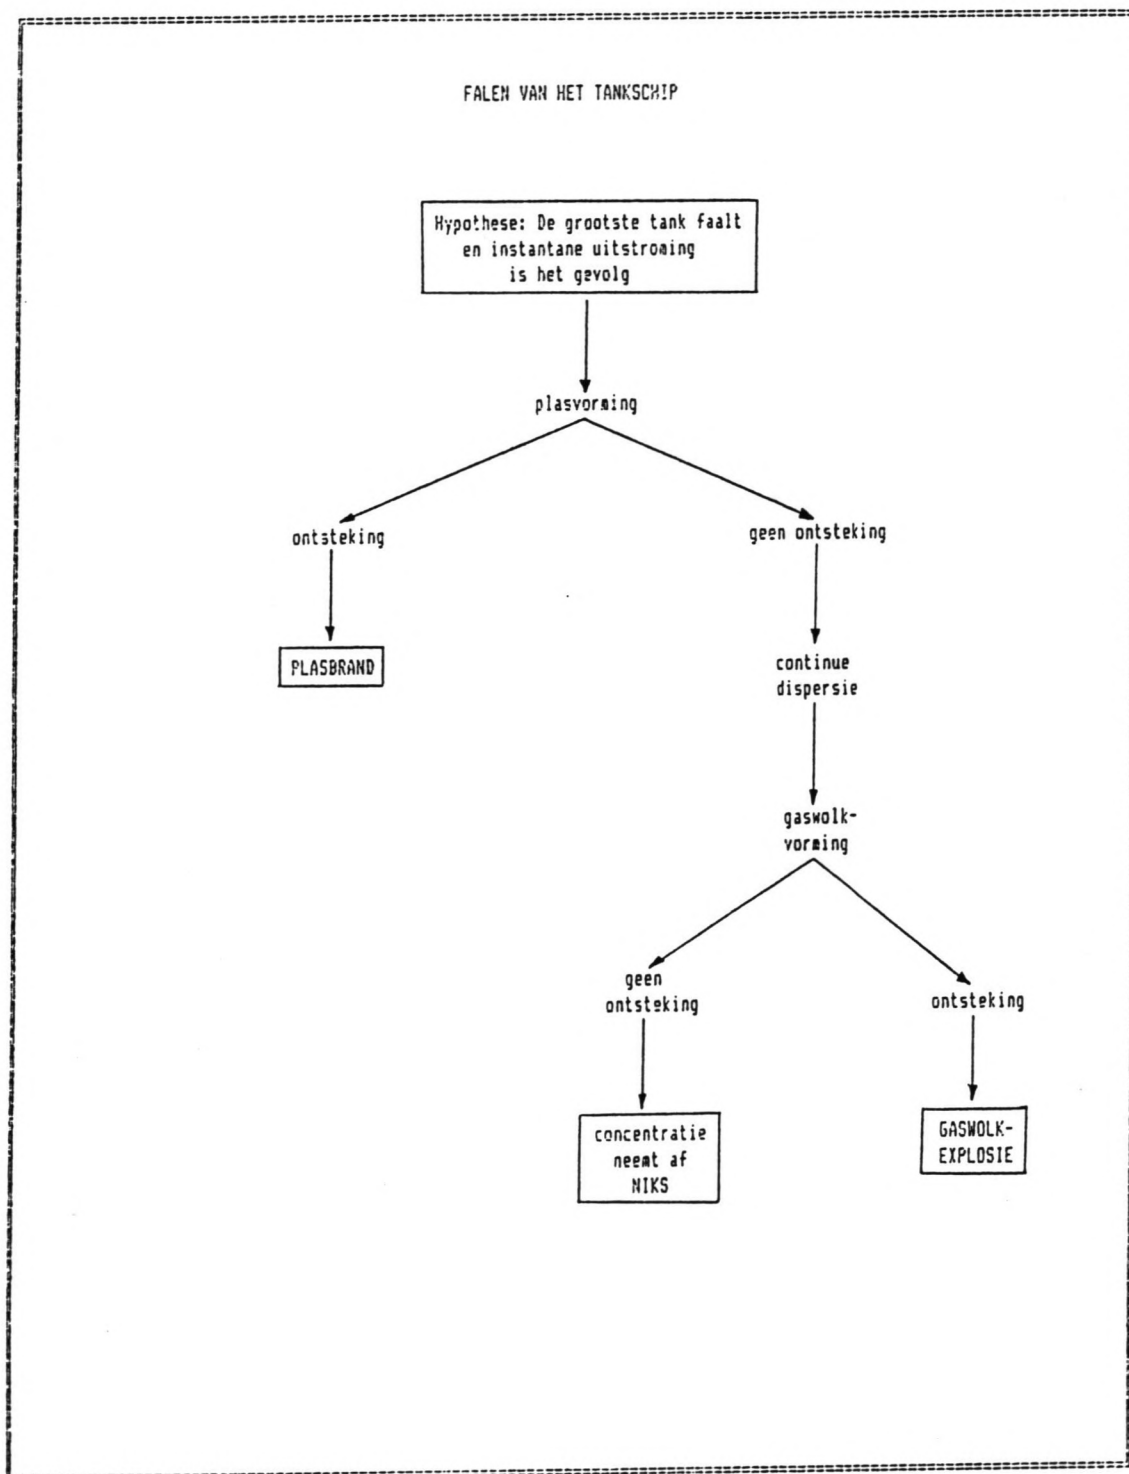 FALEN VAN HET TANKSCHIP
Hypothese: De grootste tank faalt
en instantane uitstroming
is het gevolg
plasvorming
ontsteking
geen ontsteking
PLASBRAND
continue
dispersie
gaswolk-
vorming
geen
ontsteking
ontsteking
concentratie
neemt af
NIKS
GASWOLK-
EXPLOSIE